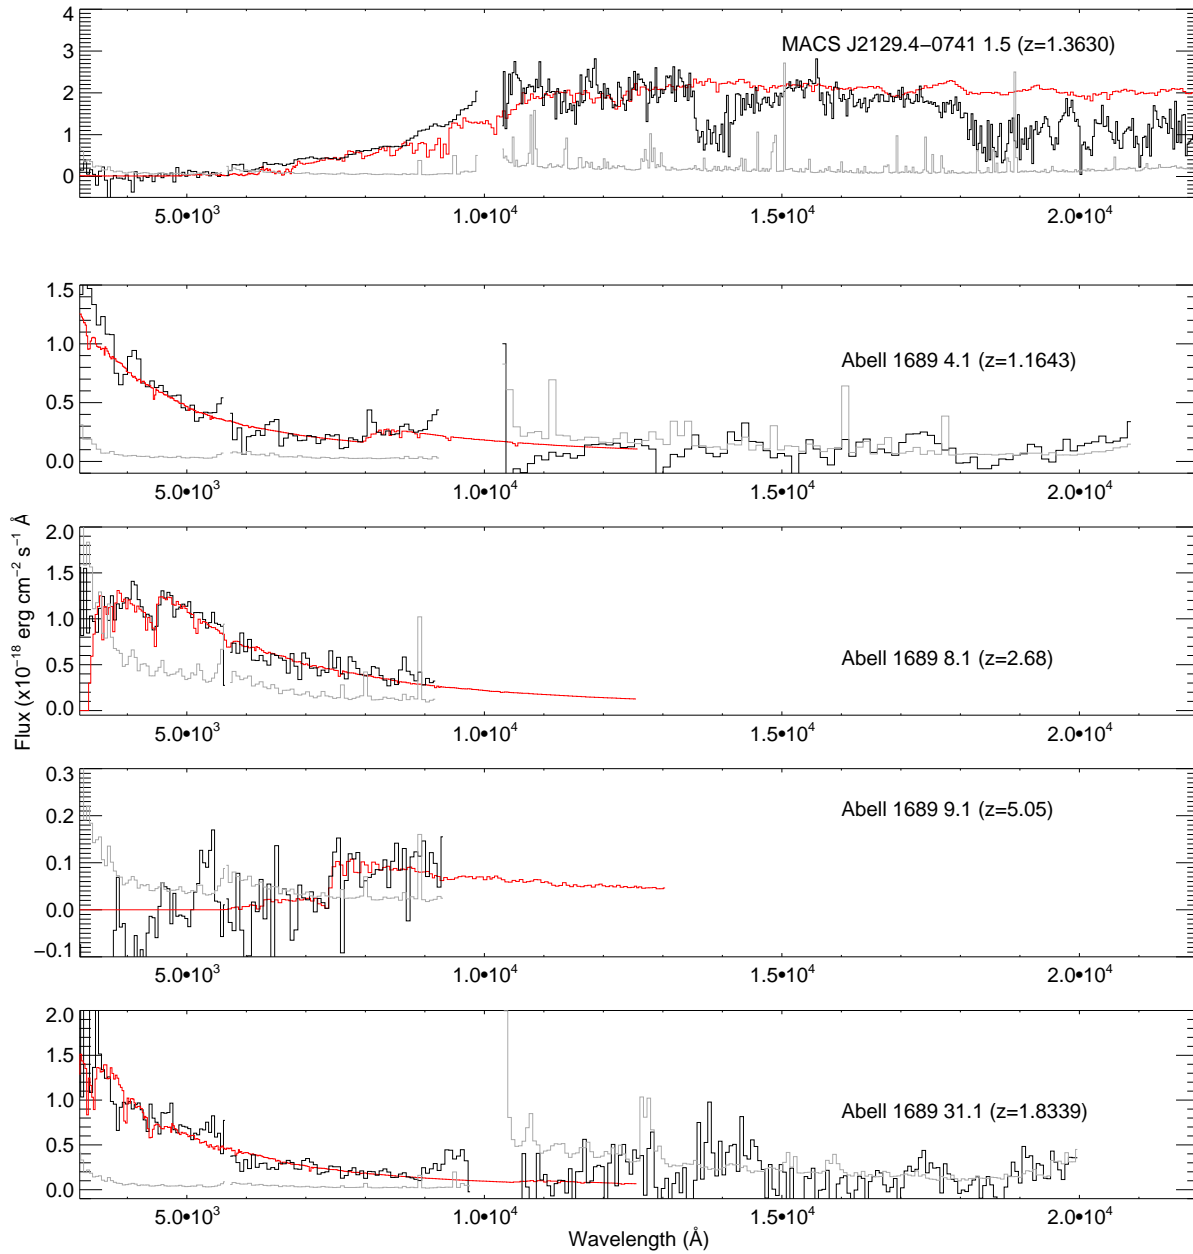 4
3
2
1
0
MACS J2129.4−0741 1.5 (z=1.3630)
5.0•10³ 1.0•10⁴ 1.5•10⁴ 2.0•10⁴
1.5
1.0
0.5
0.0
Abell 1689 4.1 (z=1.1643)
5.0•10³ 1.0•10⁴ 1.5•10⁴ 2.0•10⁴
Flux (x10⁻¹⁸ erg cm⁻² s⁻¹ Å
2.0
1.5
1.0
0.5
0.0
Abell 1689 8.1 (z=2.68)
5.0•10³ 1.0•10⁴ 1.5•10⁴ 2.0•10⁴
0.3
0.2
0.1
0.0
−0.1
Abell 1689 9.1 (z=5.05)
5.0•10³ 1.0•10⁴ 1.5•10⁴ 2.0•10⁴
2.0
1.5
1.0
0.5
0.0
Abell 1689 31.1 (z=1.8339)
5.0•10³ 1.0•10⁴ 1.5•10⁴ 2.0•10⁴
Wavelength (Å)